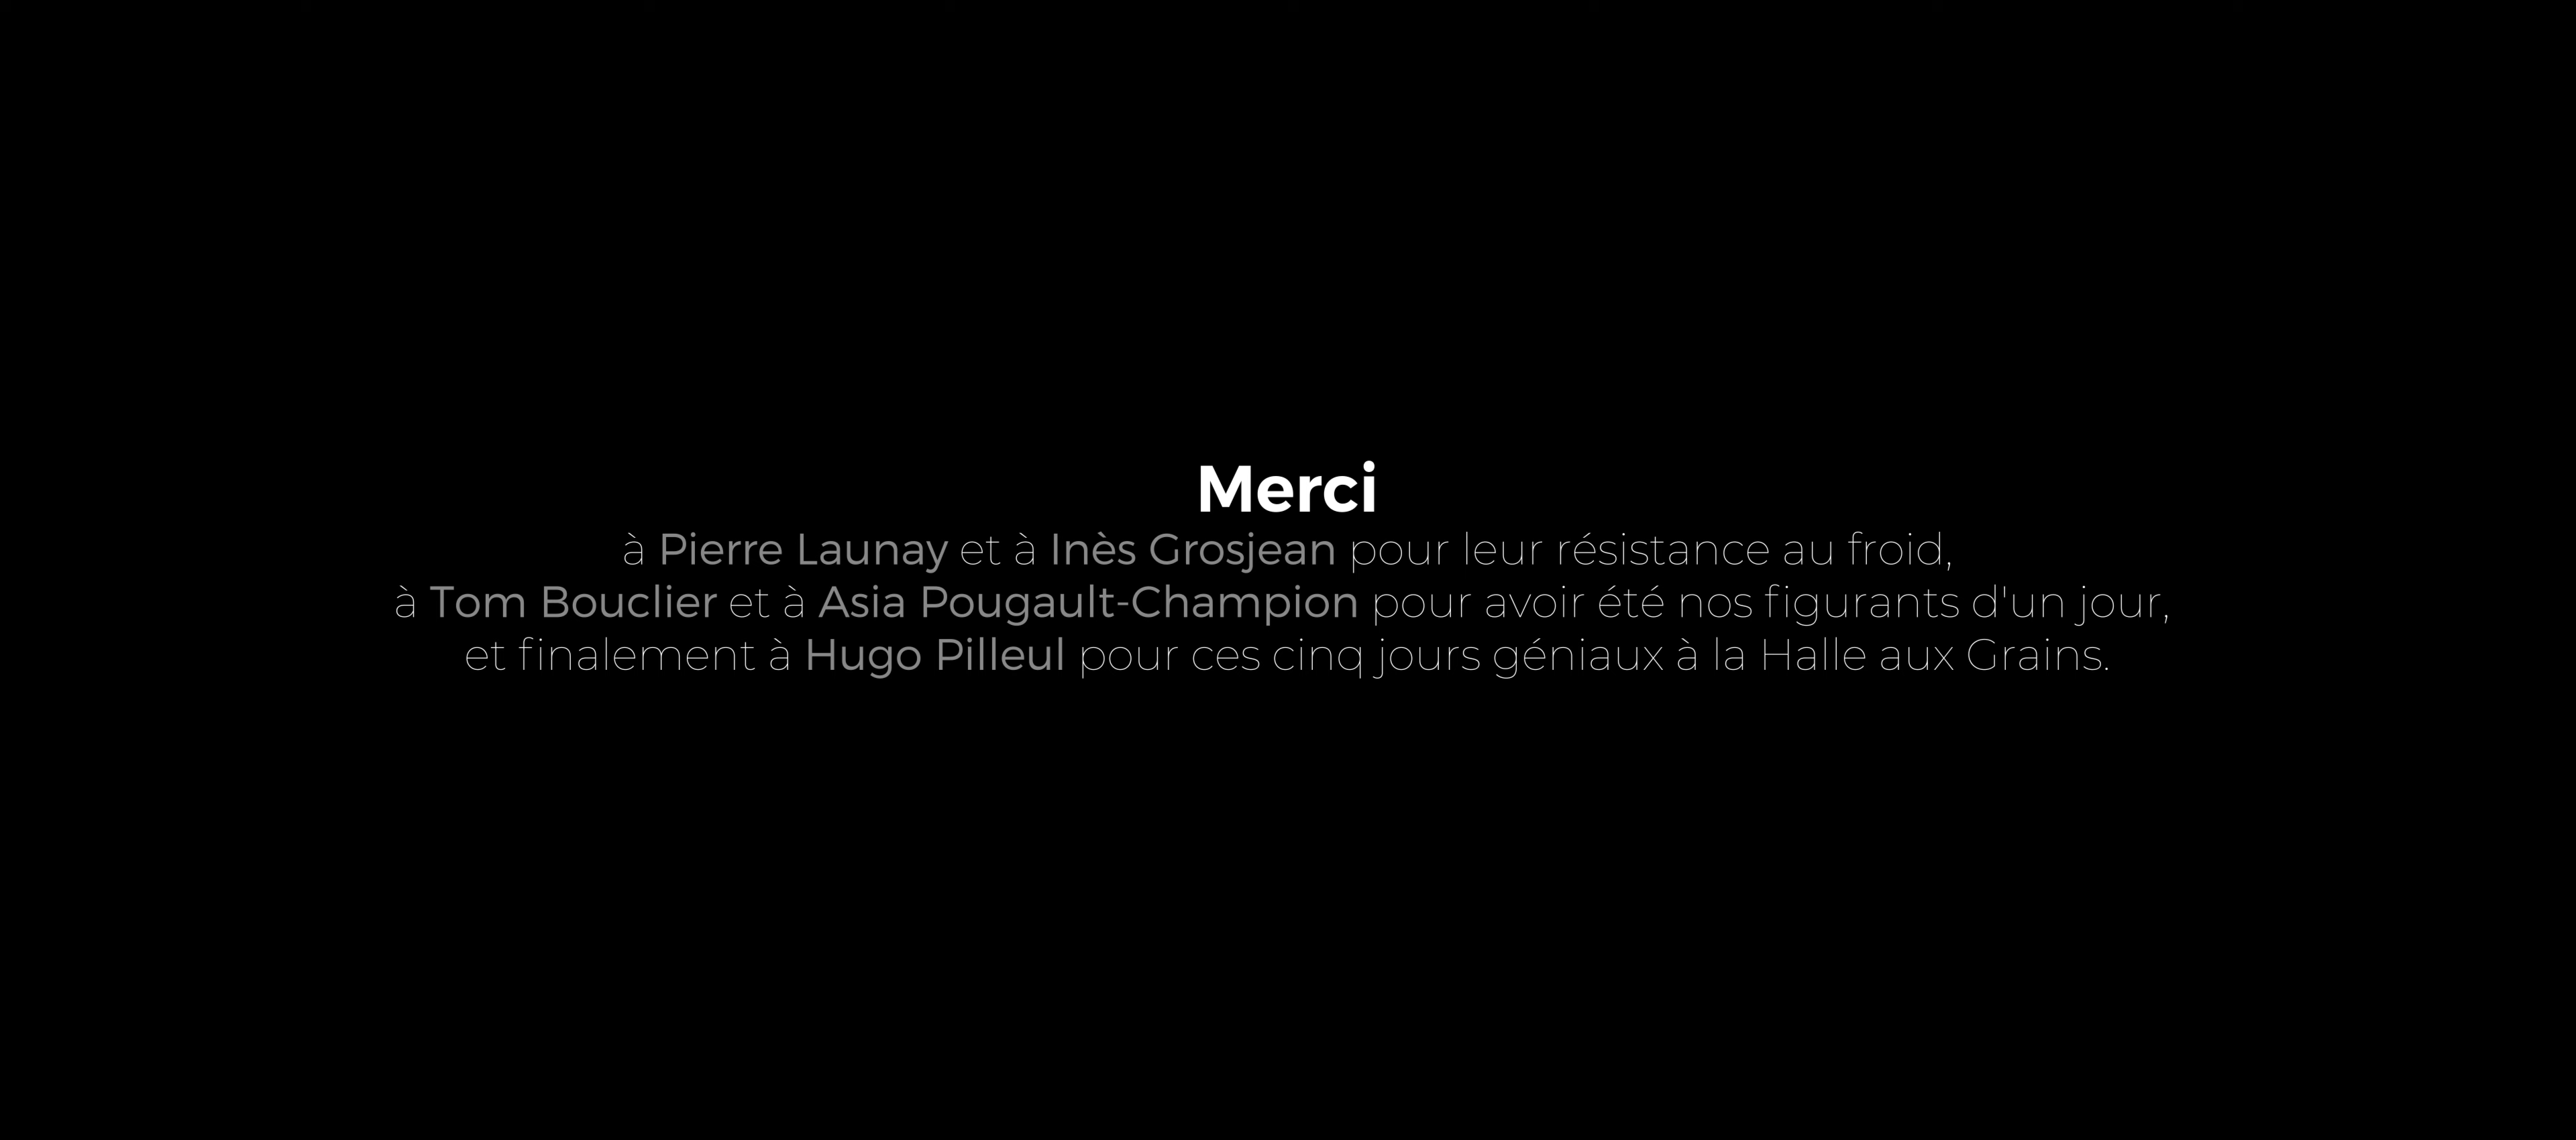 Merci
à Pierre Launay et à Inès Grosjean pour leur résistance au froid,
à Tom Bouclier et à Asia Pougault-Champion pour avoir été nos figurants d'un jour,
et finalement à Hugo Pilleul pour ces cinq jours géniaux à la Halle aux Grains.